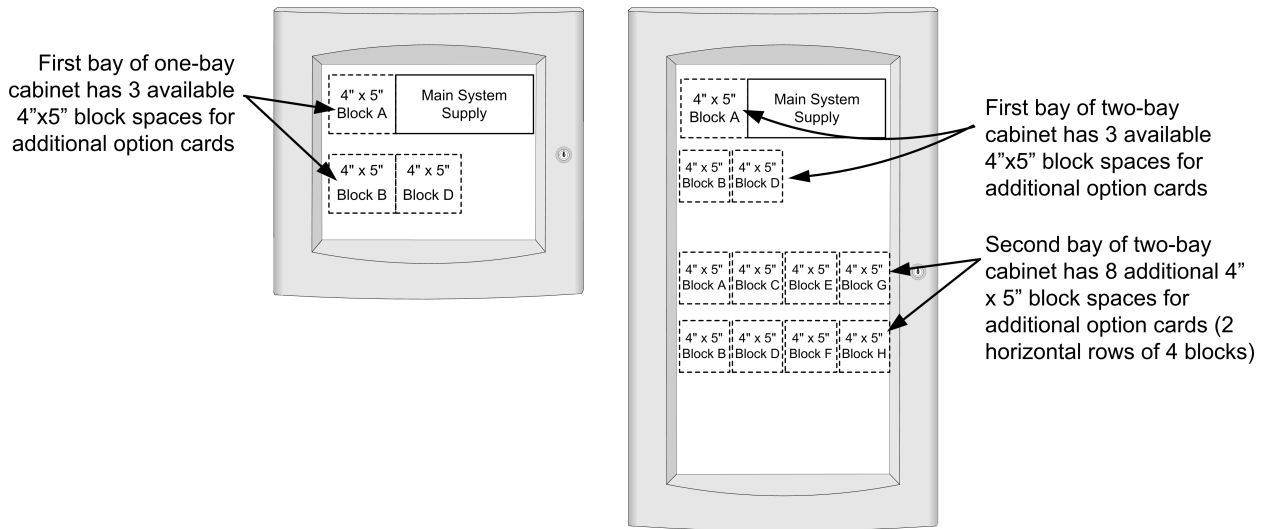 First bay of one-bay
cabinet has 3 available
4”x5” block spaces for
additional option cards
4" x 5"
Block A
Main System
Supply
4" x 5"
Block B
4" x 5"
Block D
4" x 5"
Block A
Main System
Supply
4" x 5"
Block B
4" x 5"
Block D
4" x 5"
Block A
4" x 5"
Block C
4" x 5"
Block E
4" x 5"
Block G
4" x 5"
Block B
4" x 5"
Block D
4" x 5"
Block F
4" x 5"
Block H
First bay of two-bay
cabinet has 3 available
4”x5” block spaces for
additional option cards
Second bay of two-bay
cabinet has 8 additional 4”
x 5” block spaces for
additional option cards (2
horizontal rows of 4 blocks)